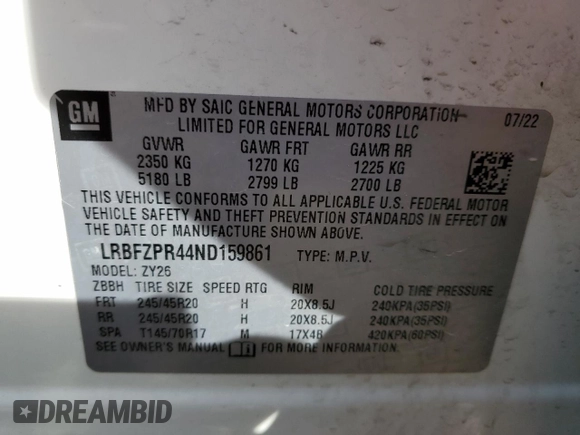 GM
MFD BY SAIC GENERAL MOTORS CORPORATION
LIMITED FOR GENERAL MOTORS LLC
07/22
GVWR GAWR FRT GAWR RR
2350 KG 1270 KG 1225 KG
5180 LB 2799 LB 2700 LB
THIS VEHICLE CONFORMS TO ALL APPLICABLE U.S. FEDERAL MOTOR
VEHICLE SAFETY AND THEFT PREVENTION STANDARDS IN EFFECT ON
THE DATE OF MANUFACTURE SHOWN ABOVE.
LRBFZPR44ND159861 TYPE: M.P.V.
MODEL: ZY26
ZBBH TIRE SIZE SPEED RTG RIM COLD TIRE PRESSURE
FRT 245/45R20 H 20X8.5J 240KPA(35PSI)
RR 245/45R20 H 20X8.5J 240KPA(35PSI)
SPA T145/70R17 M 17X4B 420KPA(60PSI)
SEE OWNER'S MANUAL FOR MORE INFORMATION.
DREAMBID